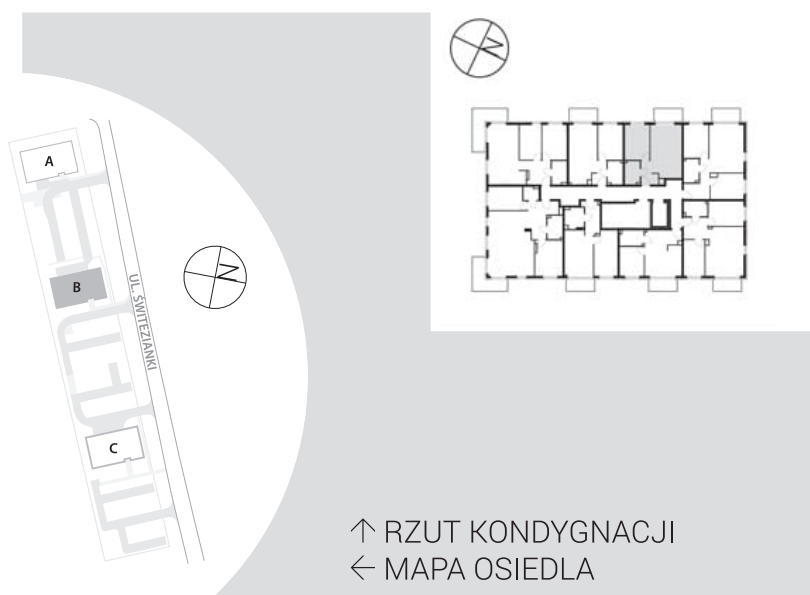 N
A
B
UL. ŚWITEZIANKI
N
C
↑ RZUT KONDYGNACJI
← MAPA OSIEDLA